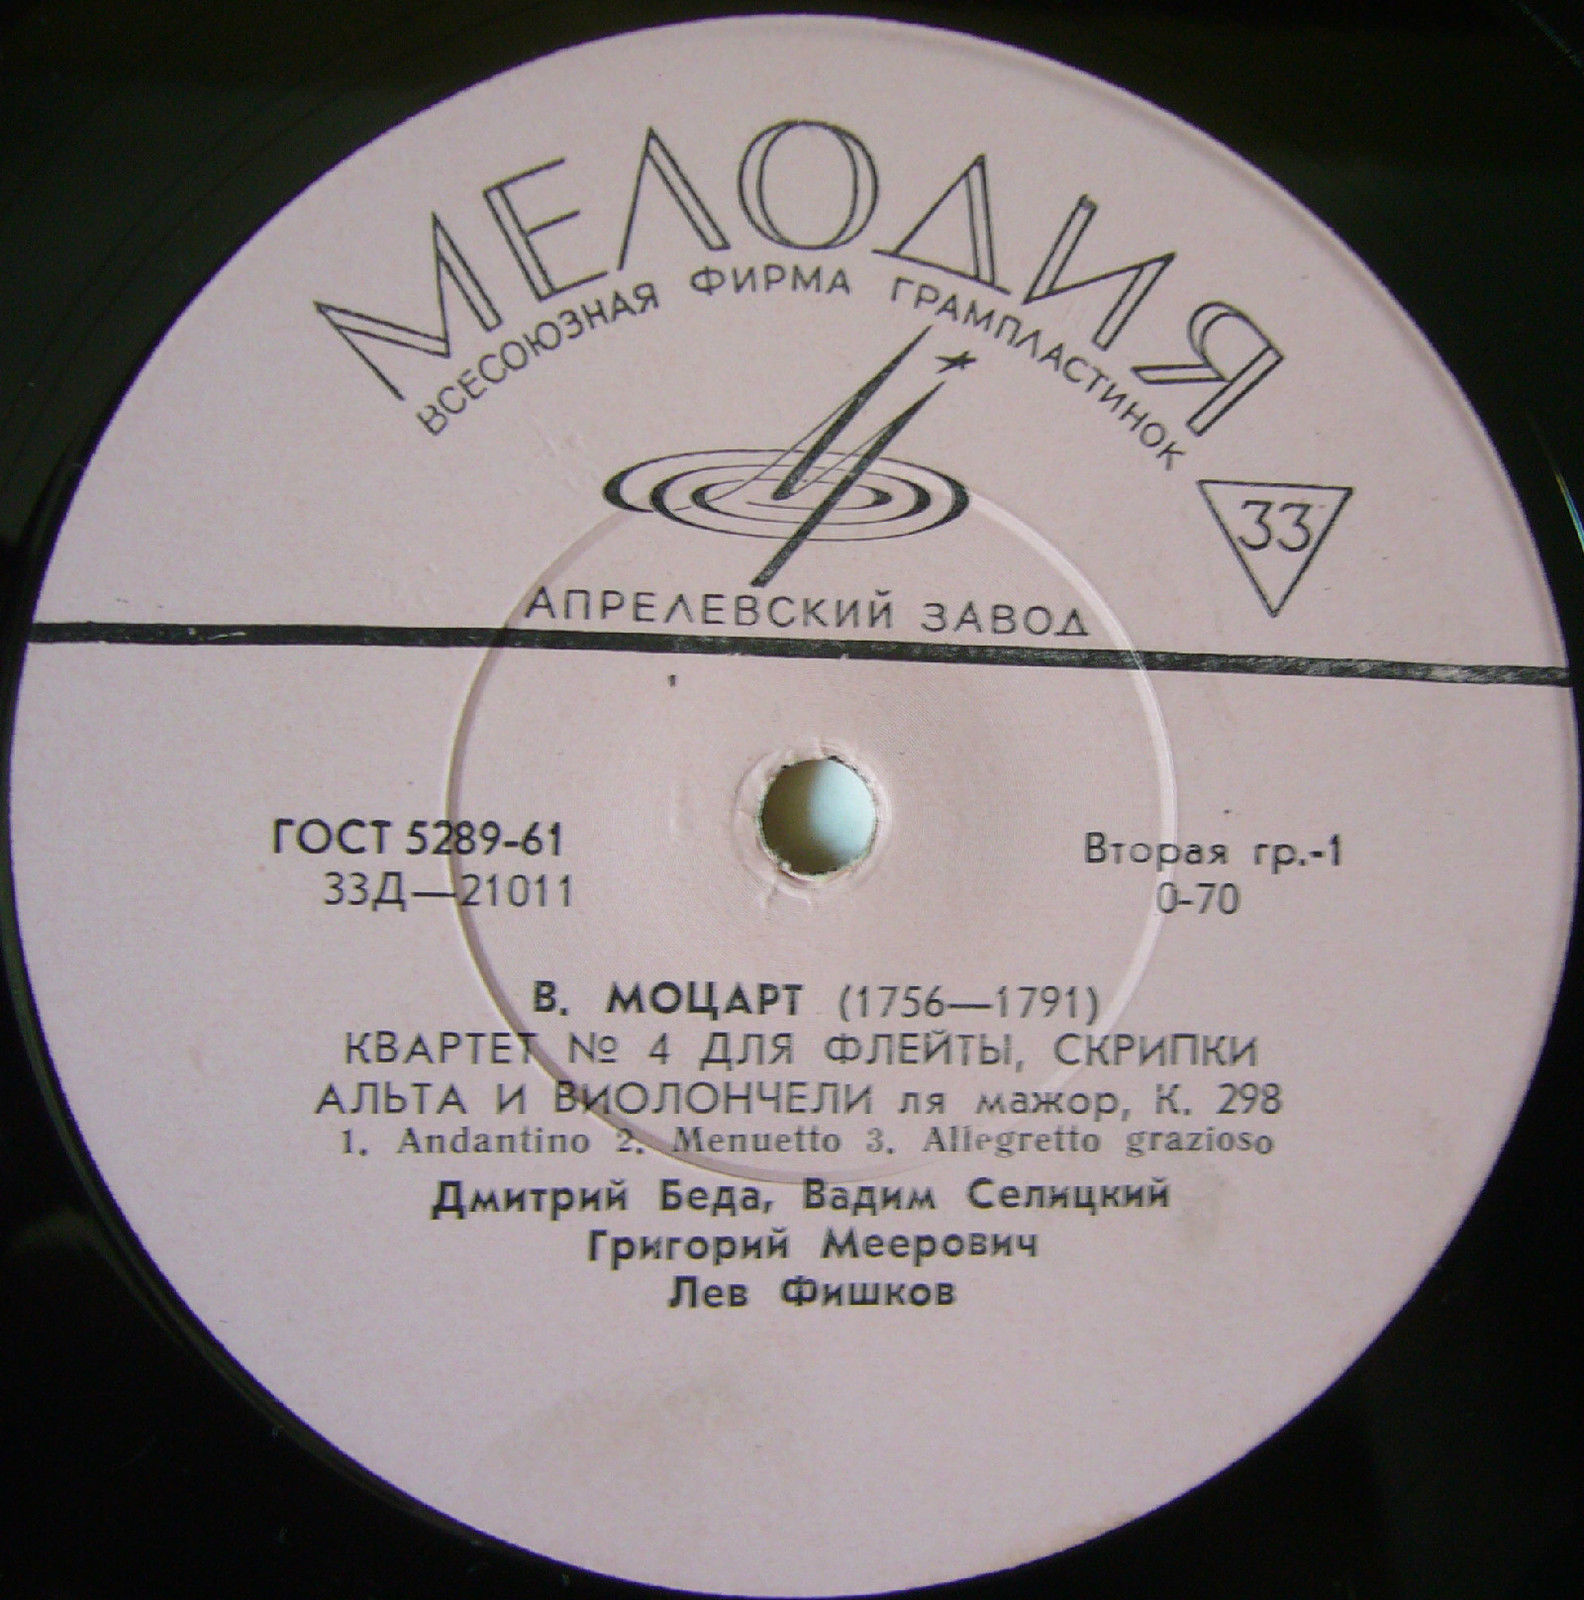 МЕЛОДИЯ
ВСЕСОЮЗНАЯ ФИРМА ГРАМПЛАСТИНОК
33
АПРЕЛЕВСКИЙ ЗАВОД
ГОСТ 5289-61
33Д—21011
Вторая гр.-1
0-70
В. МОЦАРТ (1756—1791)
КВАРТЕТ № 4 ДЛЯ ФЛЕЙТЫ, СКРИПКИ
АЛЬТА И ВИОЛОНЧЕЛИ ля мажор, К. 298
1. Andantino 2. Menuetto 3. Allegretto grazioso
Дмитрий Беда, Вадим Селицкий
Григорий Меерович
Лев Фишков